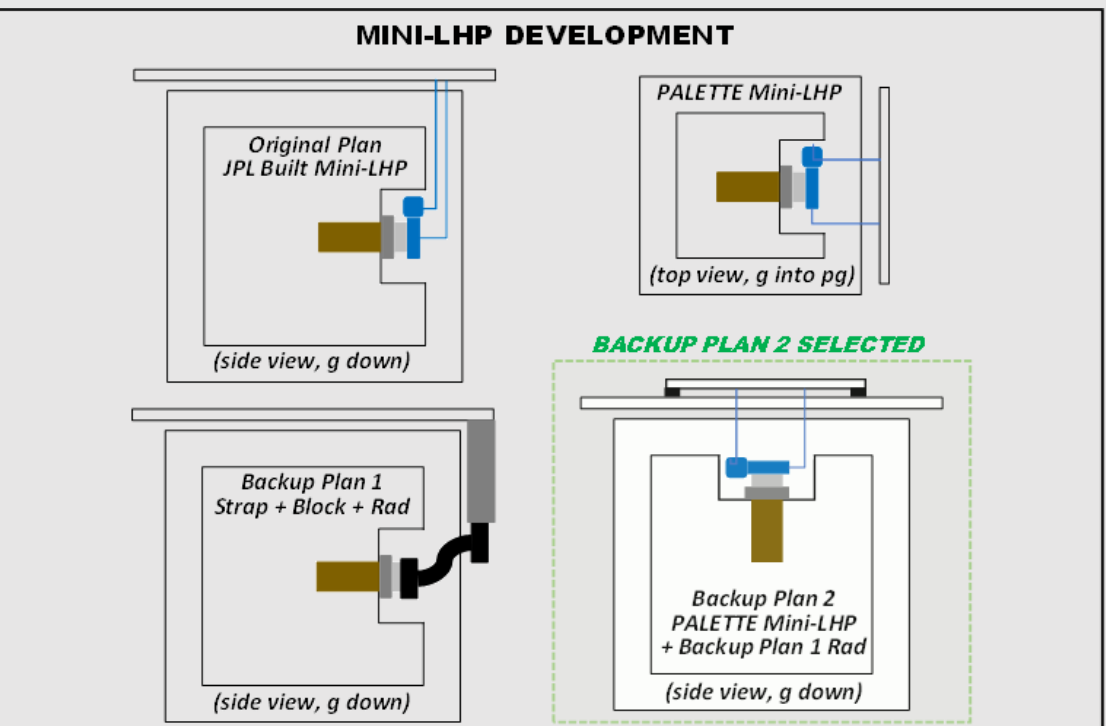 MINI-LHP DEVELOPMENT
Original Plan
JPL Built Mini-LHP
(side view, g down)
PALETTE Mini-LHP
(top view, g into pg)
Backup Plan 1
Strap + Block + Rad
(side view, g down)
BACKUP PLAN 2 SELECTED
Backup Plan 2
PALETTE Mini-LHP
+ Backup Plan 1 Rad
(side view, g down)